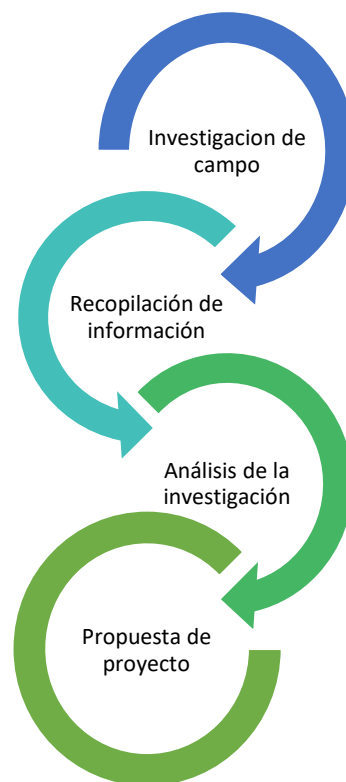 Investigacion de
campo
Recopilación de
información
Análisis de la
investigación
Propuesta de
proyecto